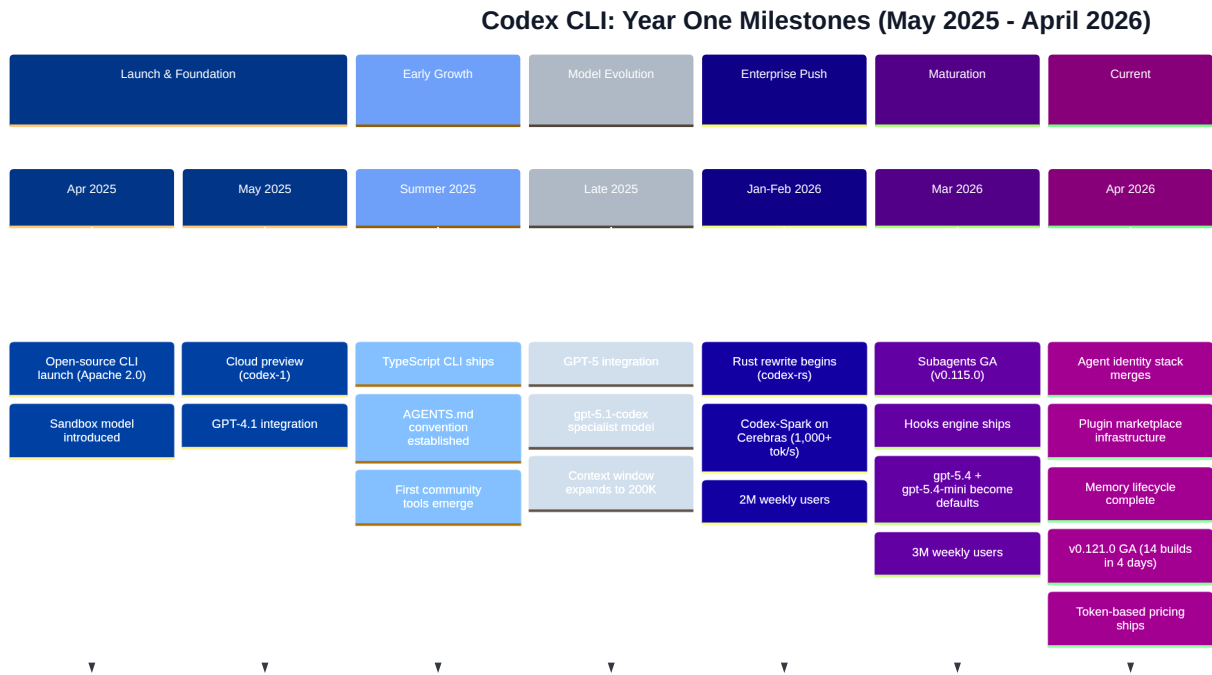 Codex CLI: Year One Milestones (May 2025 - April 2026)
Launch & Foundation
Early Growth
Model Evolution
Enterprise Push
Maturation
Current
Apr 2025
May 2025
Summer 2025
Late 2025
Jan-Feb 2026
Mar 2026
Apr 2026
Open-source CLI
launch (Apache 2.0)
Sandbox model
introduced
Cloud preview
(codex-1)
GPT-4.1 integration
TypeScript CLI ships
AGENTS.md
convention
established
First community
tools emerge
GPT-5 integration
gpt-5.1-codex
specialist model
Context window
expands to 200K
Rust rewrite begins
(codex-rs)
Codex-Spark on
Cerebras (1,000+
tok/s)
2M weekly users
Subagents GA
(v0.115.0)
Hooks engine ships
gpt-5.4 +
gpt-5.4-mini become
defaults
3M weekly users
Agent identity stack
merges
Plugin marketplace
infrastructure
Memory lifecycle
complete
v0.121.0 GA (14 builds
in 4 days)
Token-based pricing
ships